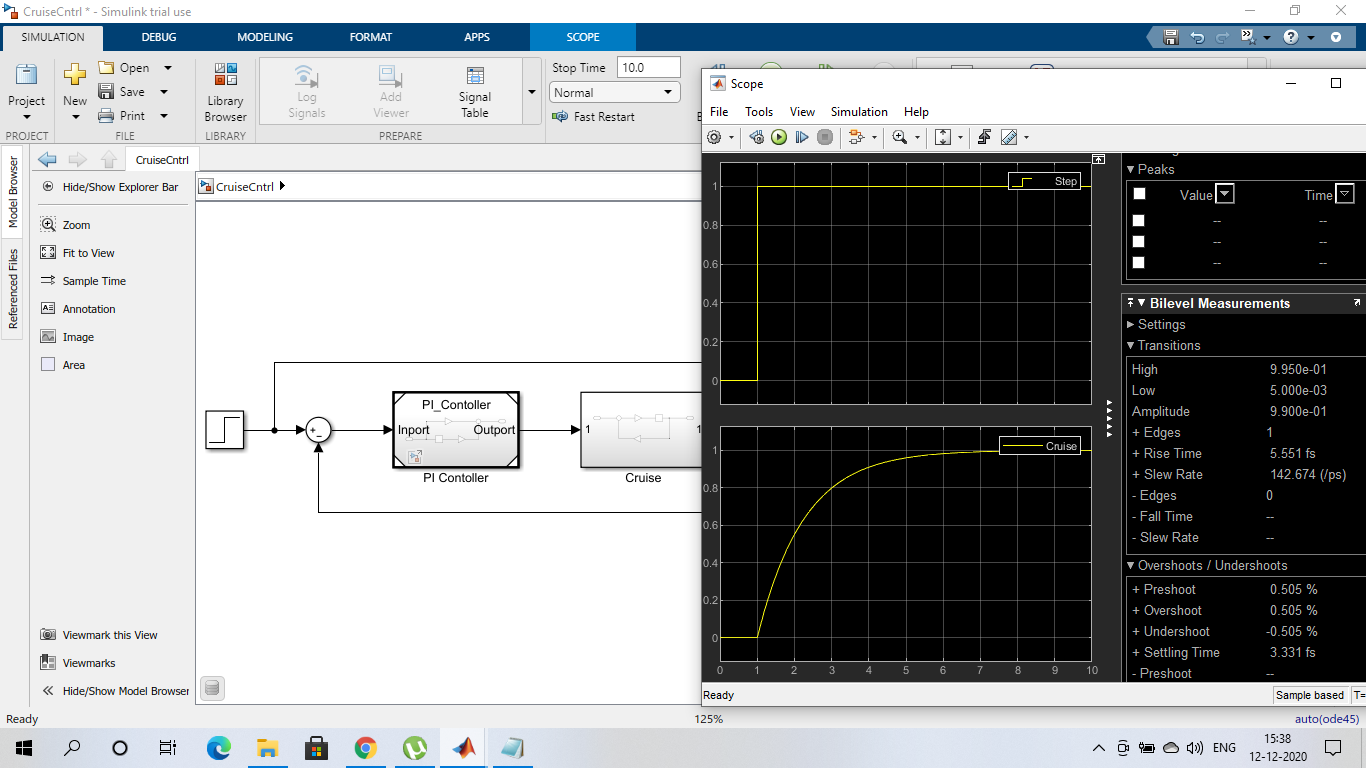 CruiseCntrl * - Simulink trial use
SIMULATION DEBUG MODELING FORMAT APPS SCOPE
Open
Save
Print
Project New Library Browser
Log Signals Add Viewer Signal Table
Stop Time 10.0
Normal
Fast Restart
PROJECT FILE LIBRARY PREPARE
Model Browser
Referenced Files
CruiseCntrl
Hide/Show Explorer Bar
CruiseCntrl
Zoom
Fit to View
Sample Time
Annotation
Image
Area
PI_Contoller
Inport Outport
PI Contoller
1
1
Cruise
Viewmark this View
Viewmarks
Hide/Show Model Browser
Scope
File Tools View Simulation Help
Step
1
0.8
0.6
0.4
0.2
0
Cruise
1
0.8
0.6
0.4
0.2
0
0 1 2 3 4 5 6 7 8 9 10
Peaks
Value Time
-- --
-- --
-- --
Bilevel Measurements
Settings
Transitions
High 9.950e-01
Low 5.000e-03
Amplitude 9.900e-01
+ Edges 1
+ Rise Time 5.551 fs
+ Slew Rate 142.674 (/ps)
- Edges 0
- Fall Time --
- Slew Rate --
Overshoots / Undershoots
+ Preshoot 0.505 %
+ Overshoot 0.505 %
+ Undershoot -0.505 %
+ Settling Time 3.331 fs
- Preshoot --
Ready Sample based T=
Ready 125% auto(ode45)
ENG
15:38
12-12-2020